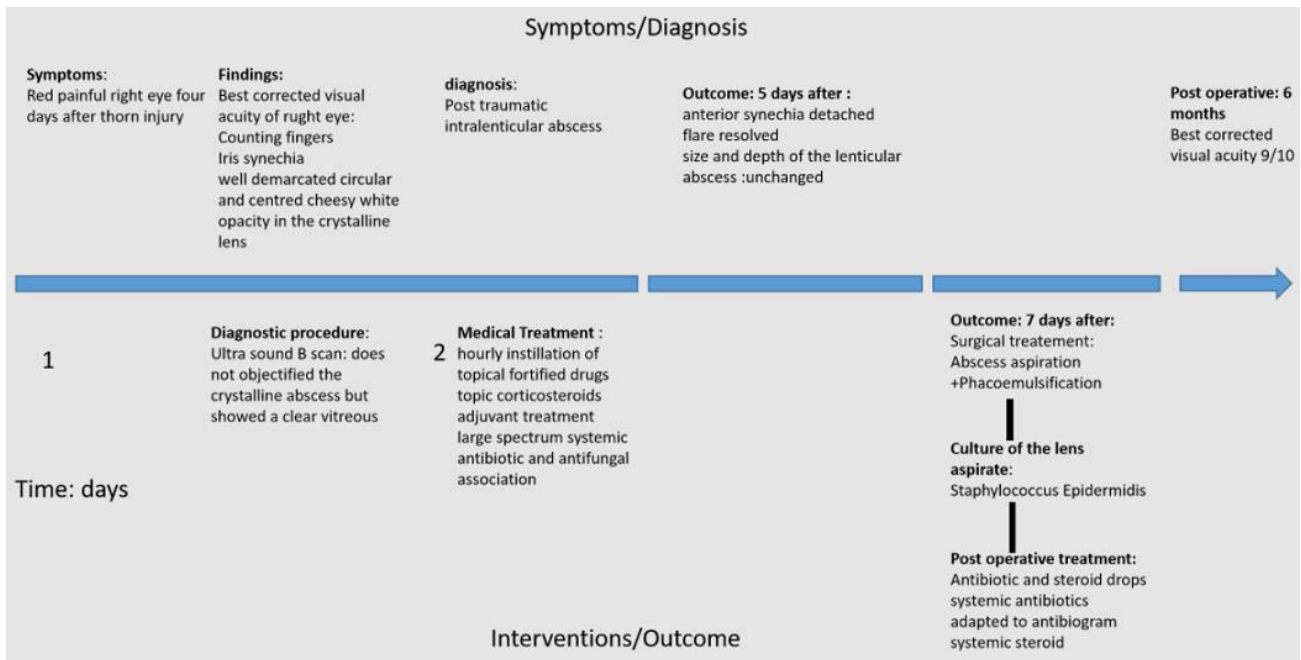 Symptoms/Diagnosis
Symptoms:
Red painful right eye four
days after thorn injury
Findings:
Best corrected visual
acuity of rught eye:
Counting fingers
Iris synechia
well demarcated circular
and centred cheesy white
opacity in the crystalline
lens
diagnosis:
Post traumatic
intralenticular abscess
Outcome: 5 days after :
anterior synechia detached
flare resolved
size and depth of the lenticular
abscess :unchanged
Post operative: 6
months
Best corrected
visual acuity 9/10
1
Diagnostic procedure:
Ultra sound B scan: does
not objectified the
crystalline abscess but
showed a clear vitreous
2
Medical Treatment :
hourly instillation of
topical fortified drugs
topic corticosteroids
adjuvant treatment
large spectrum systemic
antibiotic and antifungal
association
Outcome: 7 days after:
Surgical treatement:
Abscess aspiration
+Phacoemulsification
Culture of the lens
aspirate:
Staphylococcus Epidermidis
Post operative treatment:
Antibiotic and steroid drops
systemic antibiotics
adapted to antibiogram
systemic steroid
Time: days
Interventions/Outcome